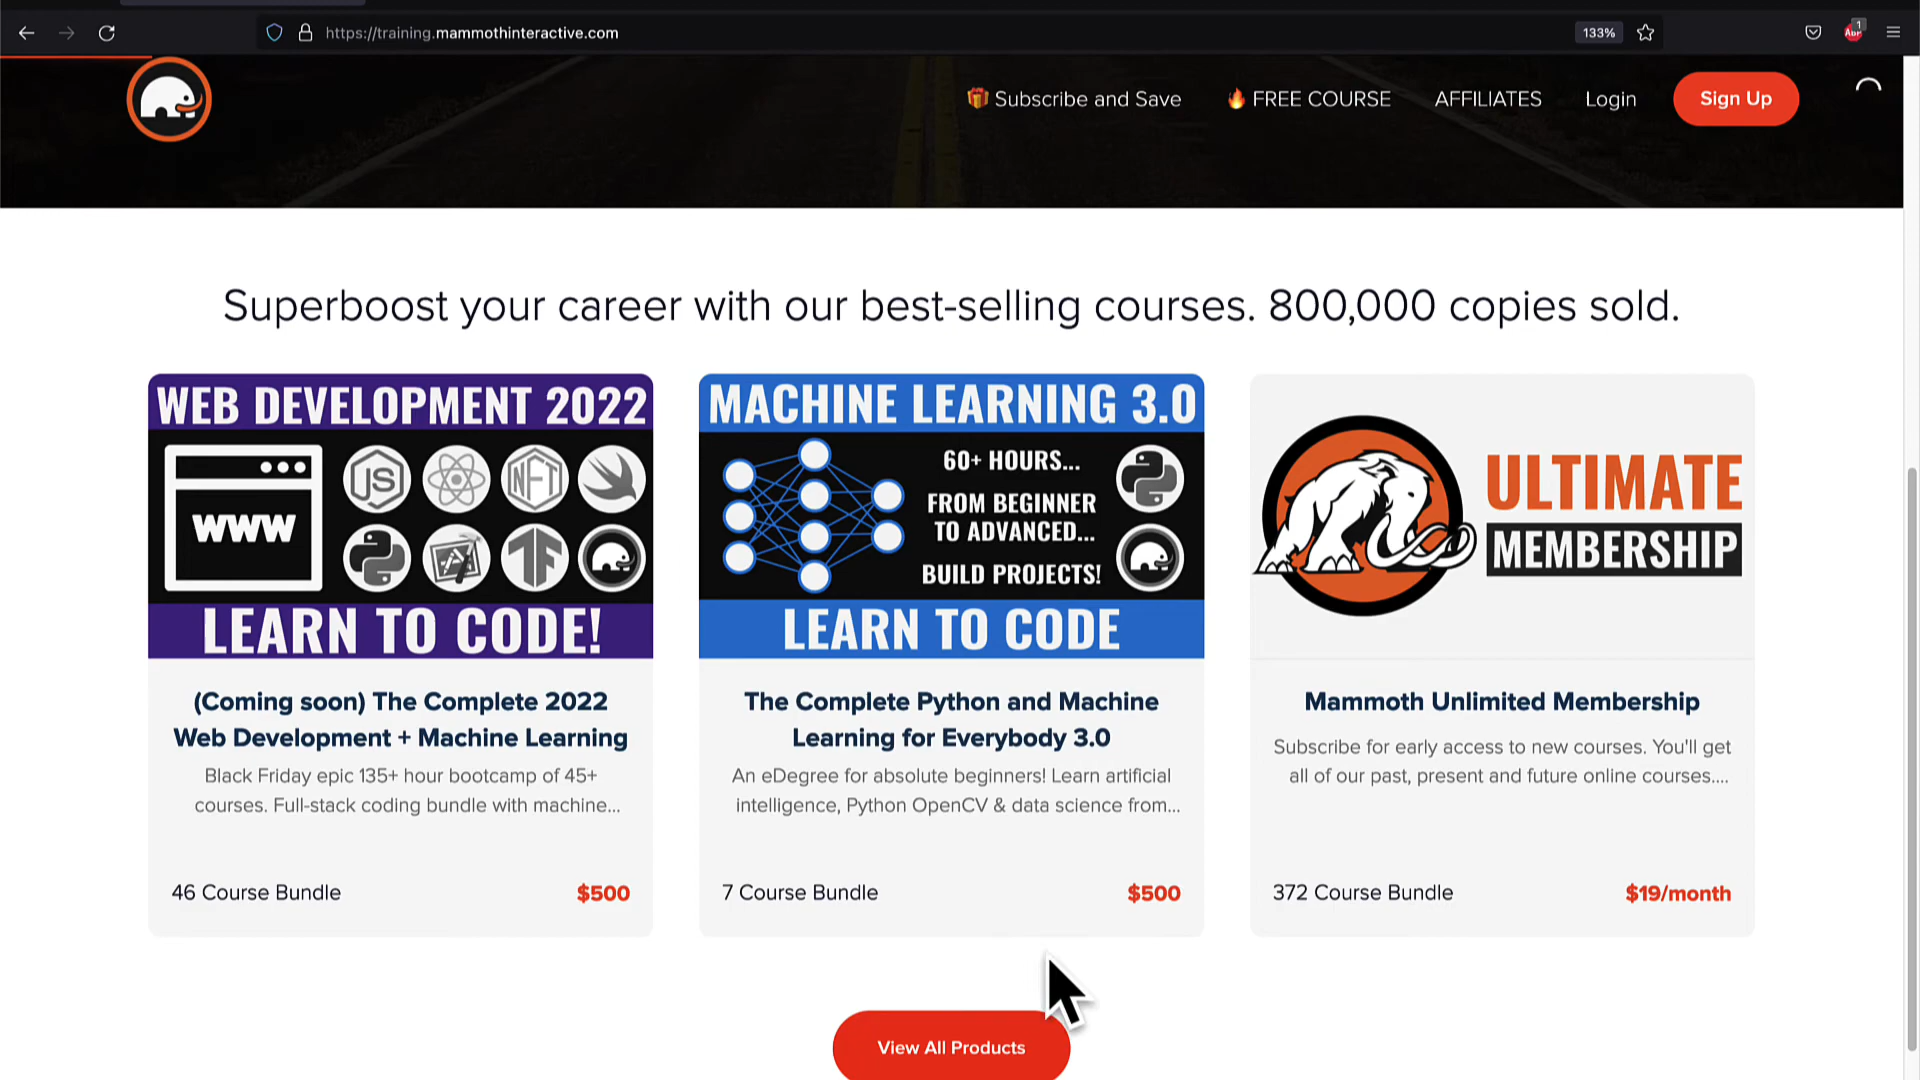 https://training.mammothinteractive.com
133%
1
ABP
🎁 Subscribe and Save
🔥 FREE COURSE
AFFILIATES
Login
Sign Up
Superboost your career with our best-selling courses. 800,000 copies sold.
WEB DEVELOPMENT 2022
WWW
JS
NFT
TF
LEARN TO CODE!
(Coming soon) The Complete 2022
Web Development + Machine Learning
Black Friday epic 135+ hour bootcamp of 45+
courses. Full-stack coding bundle with machine...
46 Course Bundle
$500
MACHINE LEARNING 3.0
60+ HOURS...
FROM BEGINNER
TO ADVANCED...
BUILD PROJECTS!
LEARN TO CODE
The Complete Python and Machine
Learning for Everybody 3.0
An eDegree for absolute beginners! Learn artificial
intelligence, Python OpenCV & data science from...
7 Course Bundle
$500
ULTIMATE
MEMBERSHIP
Mammoth Unlimited Membership
Subscribe for early access to new courses. You'll get
all of our past, present and future online courses....
372 Course Bundle
$19/month
View All Products